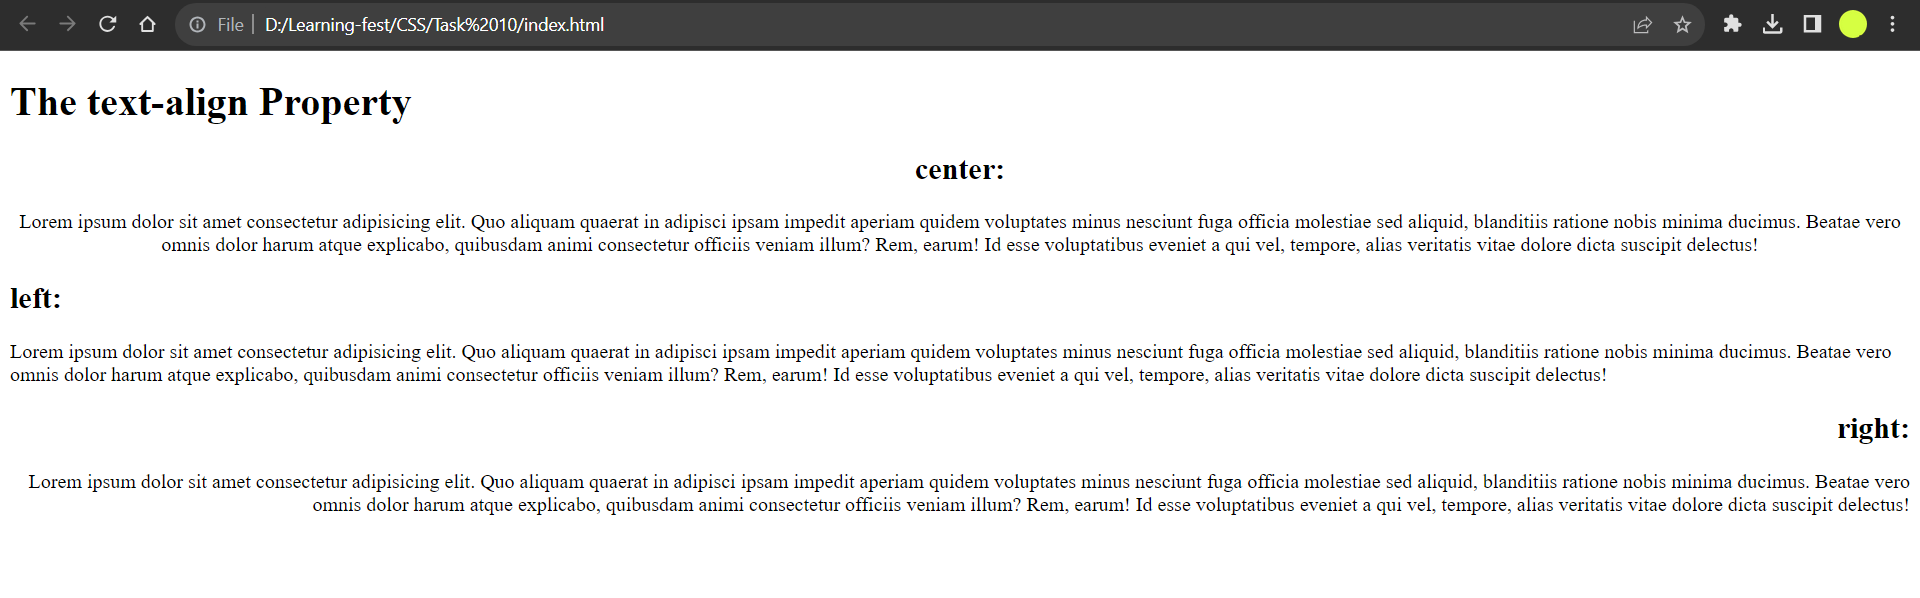 File D:/Learning-fest/CSS/Task%2010/index.html
The text-align Property
center:
Lorem ipsum dolor sit amet consectetur adipisicing elit. Quo aliquam quaerat in adipisci ipsam impedit aperiam quidem voluptates minus nesciunt fuga officia molestiae sed aliquid, blanditiis ratione nobis minima ducimus. Beatae vero
omnis dolor harum atque explicabo, quibusdam animi consectetur officiis veniam illum? Rem, earum! Id esse voluptatibus eveniet a qui vel, tempore, alias veritatis vitae dolore dicta suscipit delectus!
left:
Lorem ipsum dolor sit amet consectetur adipisicing elit. Quo aliquam quaerat in adipisci ipsam impedit aperiam quidem voluptates minus nesciunt fuga officia molestiae sed aliquid, blanditiis ratione nobis minima ducimus. Beatae vero
omnis dolor harum atque explicabo, quibusdam animi consectetur officiis veniam illum? Rem, earum! Id esse voluptatibus eveniet a qui vel, tempore, alias veritatis vitae dolore dicta suscipit delectus!
right:
Lorem ipsum dolor sit amet consectetur adipisicing elit. Quo aliquam quaerat in adipisci ipsam impedit aperiam quidem voluptates minus nesciunt fuga officia molestiae sed aliquid, blanditiis ratione nobis minima ducimus. Beatae vero
omnis dolor harum atque explicabo, quibusdam animi consectetur officiis veniam illum? Rem, earum! Id esse voluptatibus eveniet a qui vel, tempore, alias veritatis vitae dolore dicta suscipit delectus!